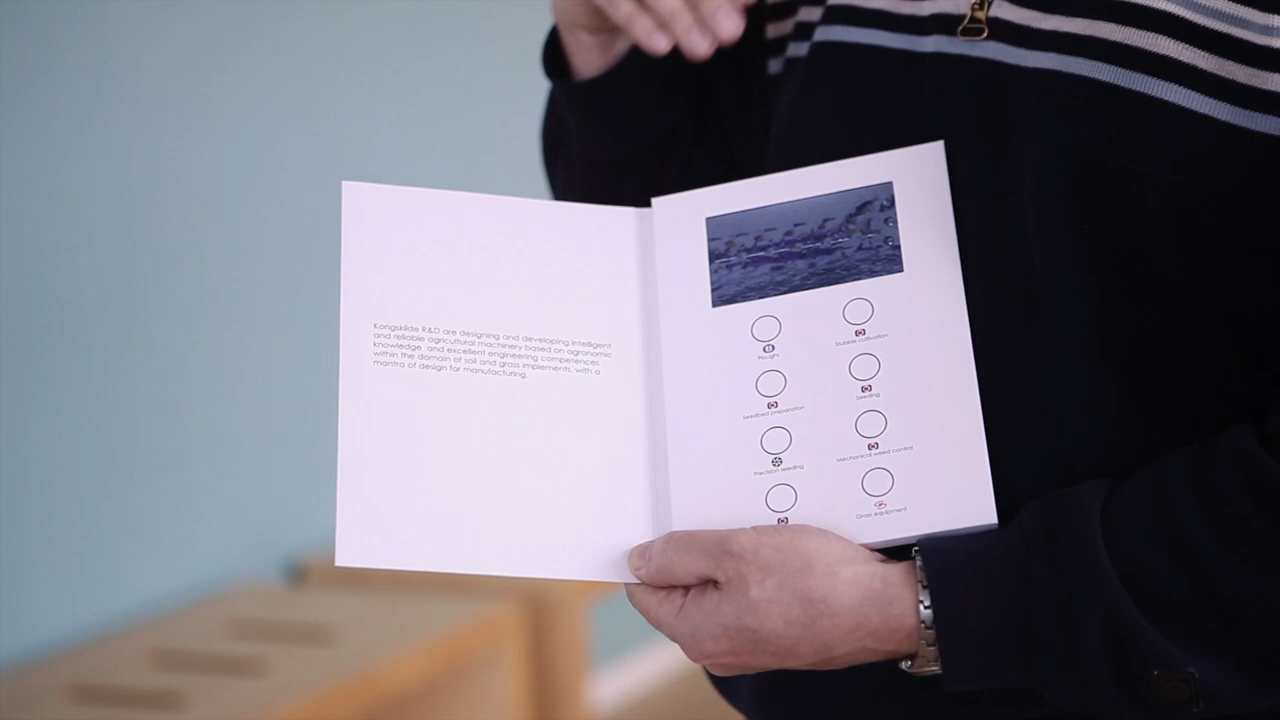 Kongskilde R&D are designing and developing intelligent
and reliable agricultural machinery based on agronomic
knowledge and excellent engineering competences
within the domain of soil and grass implements, with a
mantra of design for manufacturing.
Ploughs
Stubble cultivation
Seedbed preparation
Seeding
Precision seeding
Mechanical weed control
Grass equipment